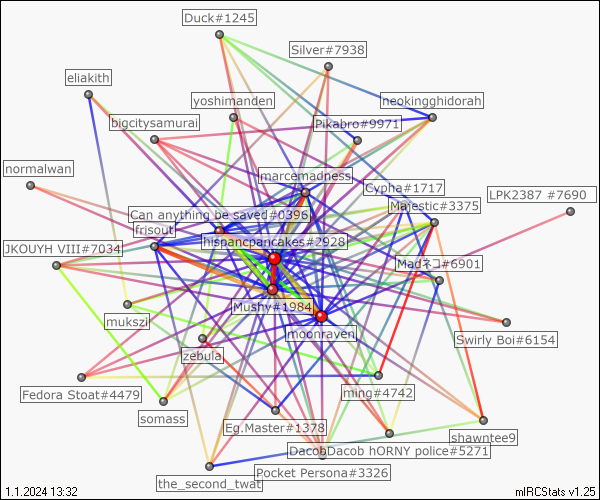 Duck#1245
Silver#7938
eliakith
yoshimanden
neokingghidorah
bigcitysamurai
Pikabro#9971
normalwan
marcemadness
Cypha#1717
LPK2387 #7690
Can anything be saved#0396
Majestic#3375
frisout
hispancpancakes#2928
JKOUYH VIII#7034
Madネコ#6901
Mushy#1984
mukszi
moonraven
Swirly Boi#6154
zebula
Fedora Stoat#4479
ming#4742
somass
Eg.Master#1378
shawntee9
DacobDacob hORNY police#5271
Pocket Persona#3326
the_second_twat
1.1.2024 13:32
mIRCStats v1.25